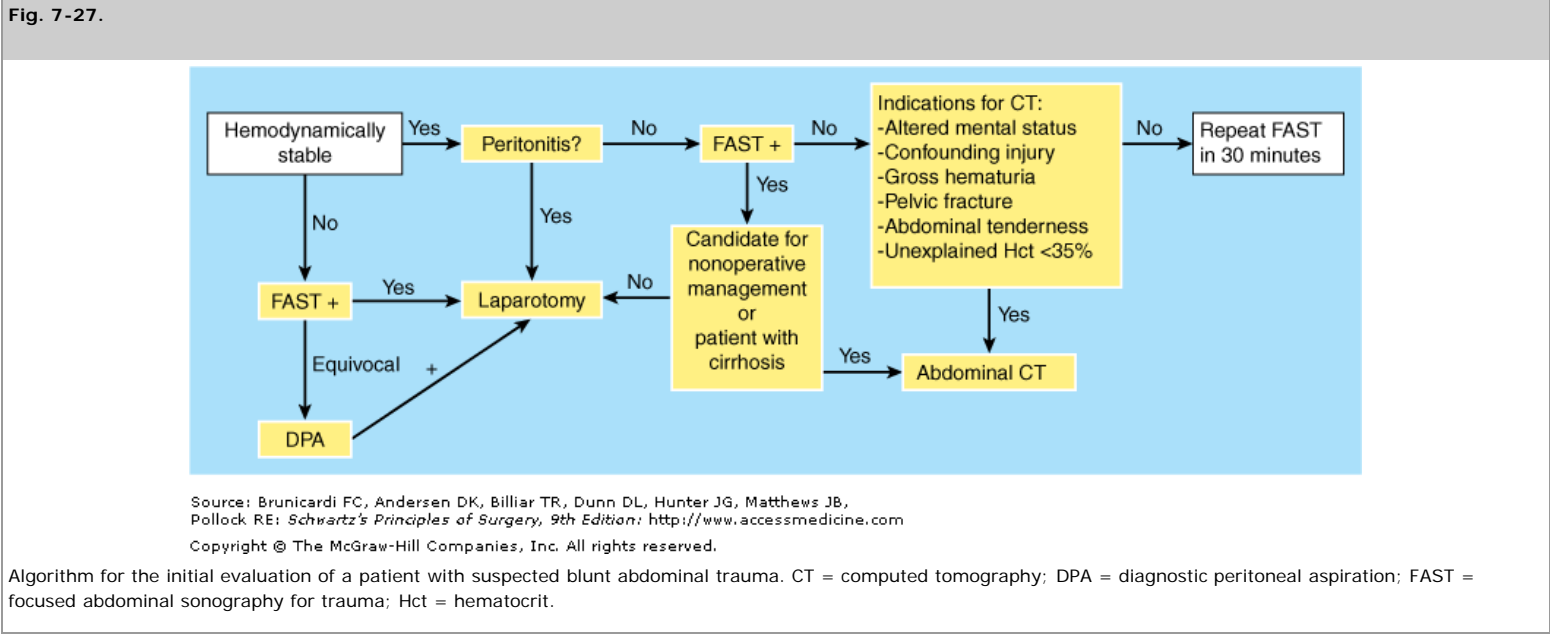 Fig. 7-27.
Hemodynamically
stable
Yes
Peritonitis?
No
FAST +
No
Indications for CT:
-Altered mental status
-Confounding injury
-Gross hematuria
-Pelvic fracture
-Abdominal tenderness
-Unexplained Hct <35%
No
Repeat FAST
in 30 minutes
No
Yes
Yes
Candidate for
nonoperative
management
or
patient with
cirrhosis
FAST +
Yes
Laparotomy
No
Yes
Equivocal
+
Yes
Abdominal CT
DPA
Source: Brunicardi FC, Andersen DK, Billiar TR, Dunn DL, Hunter JG, Matthews JB,
Pollock RE: Schwartz's Principles of Surgery, 9th Edition: http://www.accessmedicine.com
Copyright © The McGraw-Hill Companies, Inc. All rights reserved.
Algorithm for the initial evaluation of a patient with suspected blunt abdominal trauma. CT = computed tomography; DPA = diagnostic peritoneal aspiration; FAST =
focused abdominal sonography for trauma; Hct = hematocrit.